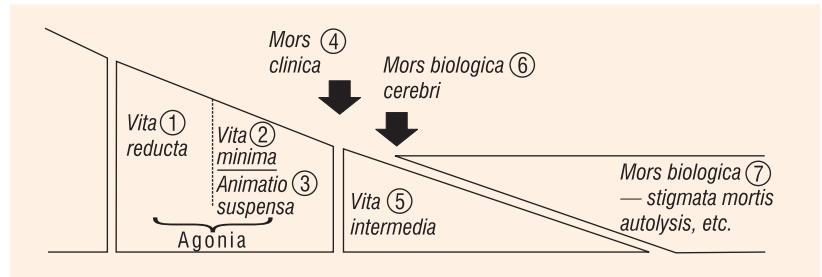 Mors ④
clinica
Mors biologica ⑥
cerebri
Vita ①
reducta
Vita ②
minima
Animatio ③
suspensa
Agonia
Vita ⑤
intermedia
Mors biologica ⑦
— stigmata mortis
autolysis, etc.